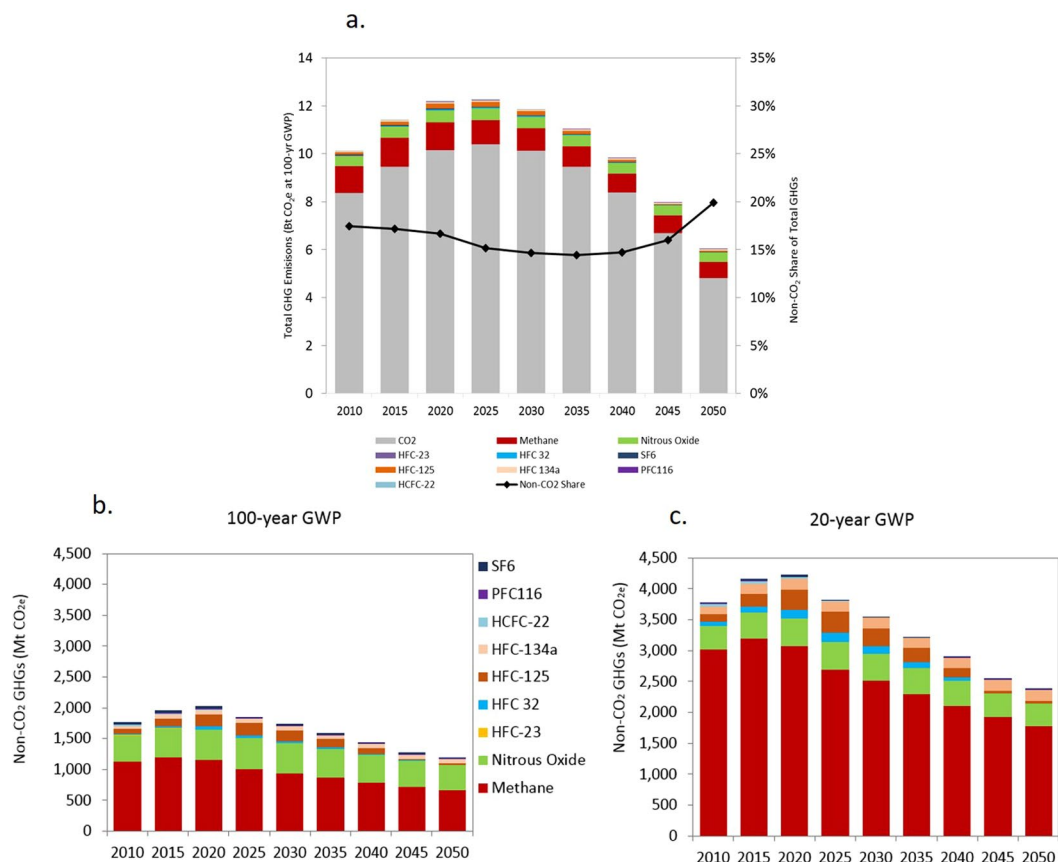 a.
Total GHG Emisisons (Bt CO2e at 100-yr GWP)
14
12
10
8
6
4
2
0
35%
30%
25%
20%
15%
10%
5%
0%
Non-CO2 Share of Total GHGs
2010 2015 2020 2025 2030 2035 2040 2045 2050
CO2 Methane Nitrous Oxide
HFC-23 HFC 32 SF6
HFC-125 HFC 134a PFC116
HCFC-22 Non-CO2 Share
b.
100-year GWP
Non-CO2 GHGs (Mt CO2e)
4,500
4,000
3,500
3,000
2,500
2,000
1,500
1,000
500
0
2010 2015 2020 2025 2030 2035 2040 2045 2050
SF6
PFC116
HCFC-22
HFC-134a
HFC-125
HFC 32
HFC-23
Nitrous Oxide
Methane
c.
20-year GWP
Non-CO2 GHGs (Mt CO2e)
4,500
4,000
3,500
3,000
2,500
2,000
1,500
1,000
500
0
2010 2015 2020 2025 2030 2035 2040 2045 2050